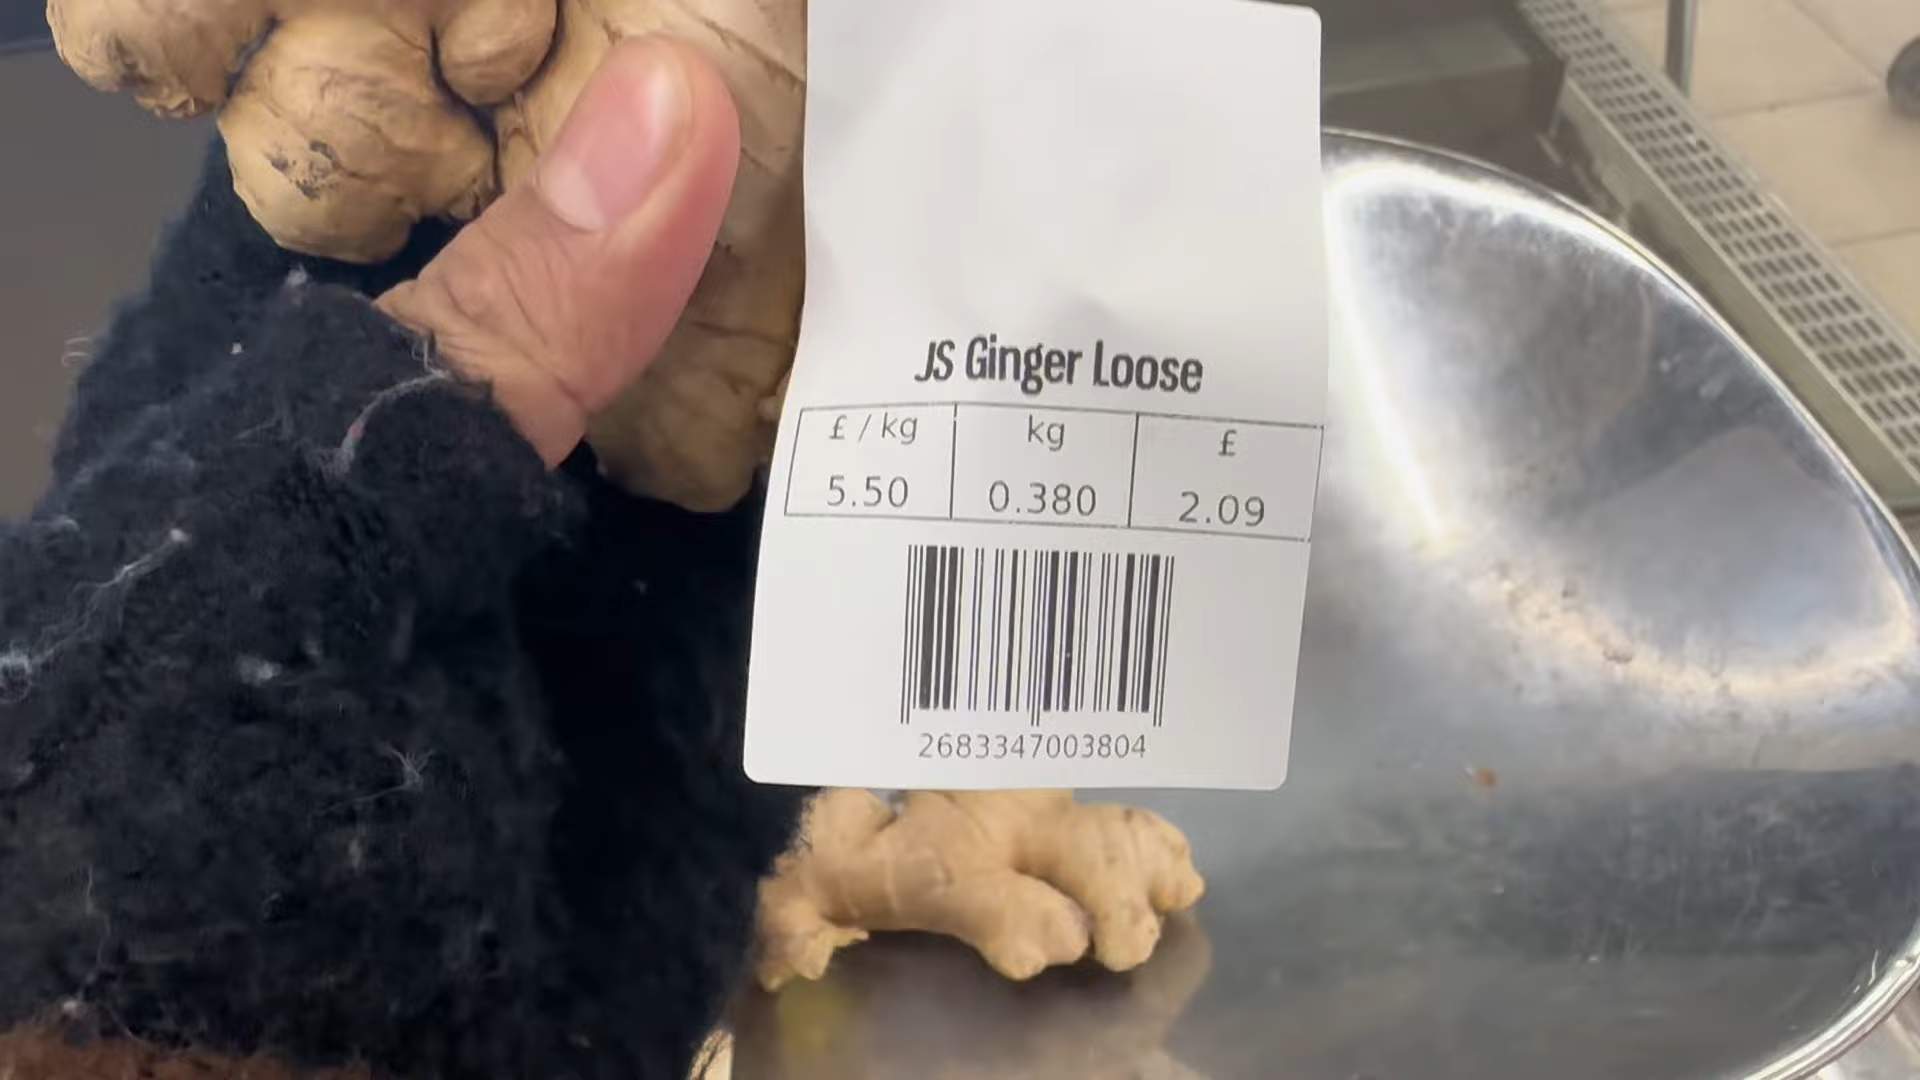 JS Ginger Loose
£ / kg kg £
5.50 0.380 2.09
2683347003804